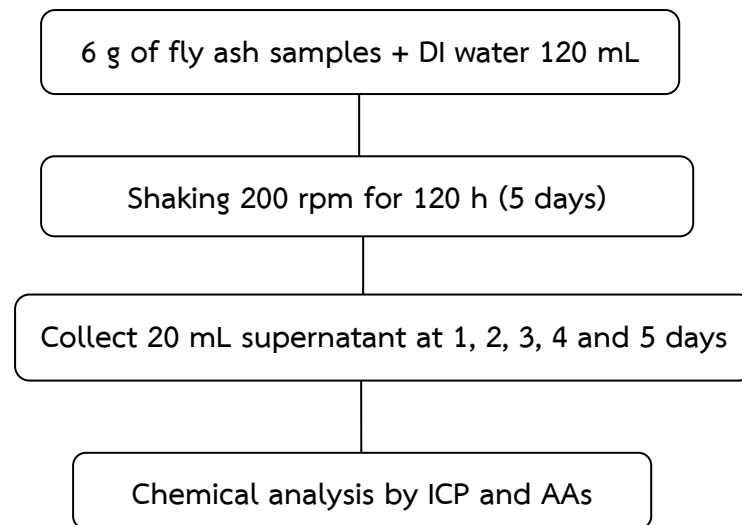 6 g of fly ash samples + DI water 120 mL
Shaking 200 rpm for 120 h (5 days)
Collect 20 mL supernatant at 1, 2, 3, 4 and 5 days
Chemical analysis by ICP and AAs